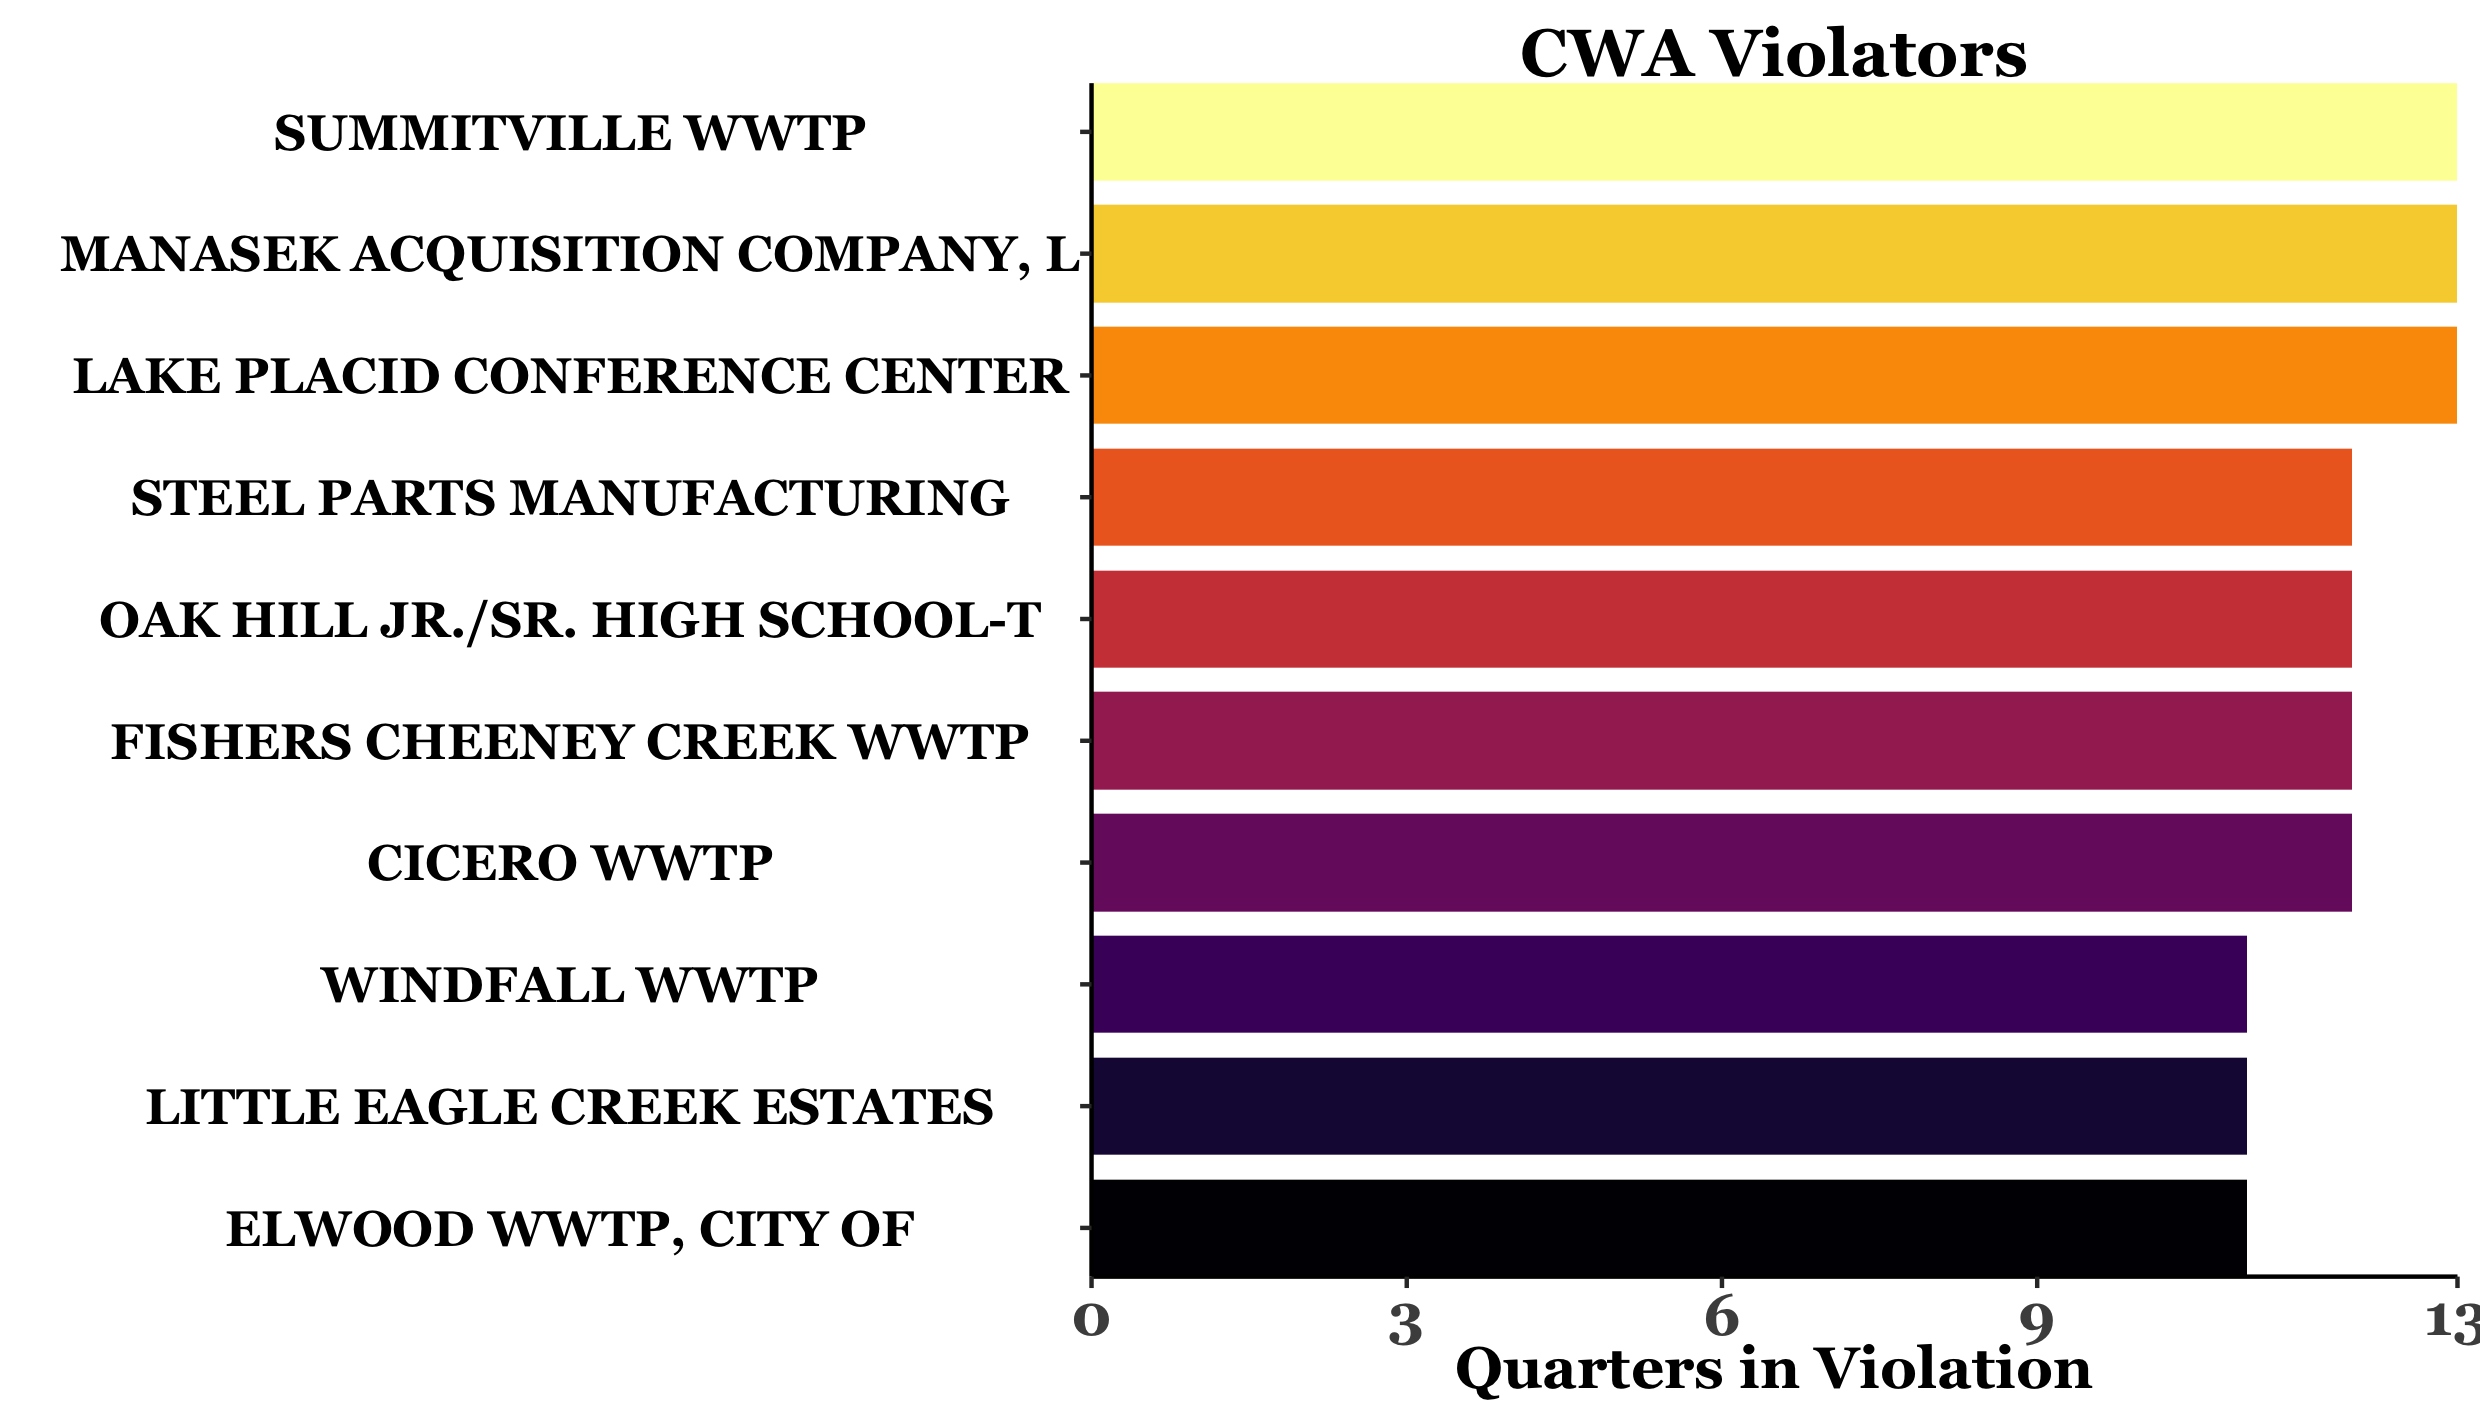 CWA Violators
SUMMITVILLE WWTP
MANASEK ACQUISITION COMPANY, L
LAKE PLACID CONFERENCE CENTER
STEEL PARTS MANUFACTURING
OAK HILL JR./SR. HIGH SCHOOL-T
FISHERS CHEENEY CREEK WWTP
CICERO WWTP
WINDFALL WWTP
LITTLE EAGLE CREEK ESTATES
ELWOOD WWTP, CITY OF
0 3 6 9 13
Quarters in Violation